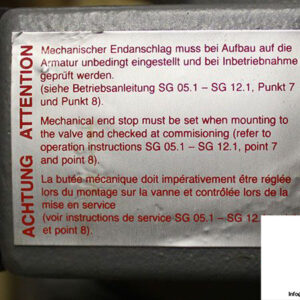 ACHTUNG ATTENTION
Mechanischer Endanschlag muss bei Aufbau auf die
Armatur unbedingt eingestellt und bei Inbetriebnahme
geprüft werden.
(siehe Betriebsanleitung SG 05.1 – SG 12.1, Punkt 7
und Punkt 8).
Mechanical end stop must be set when mounting to
the valve and checked at commisioning (refer to
operation instructions SG 05.1 – SG 12.1, point 7
and point 8).
La butée mécanique doit impérativement être réglée
lors du montage sur la vanne et contrôlée lors de la
mise en service
(voir instructions de service SG 05.1 – SG 12
et point 8).